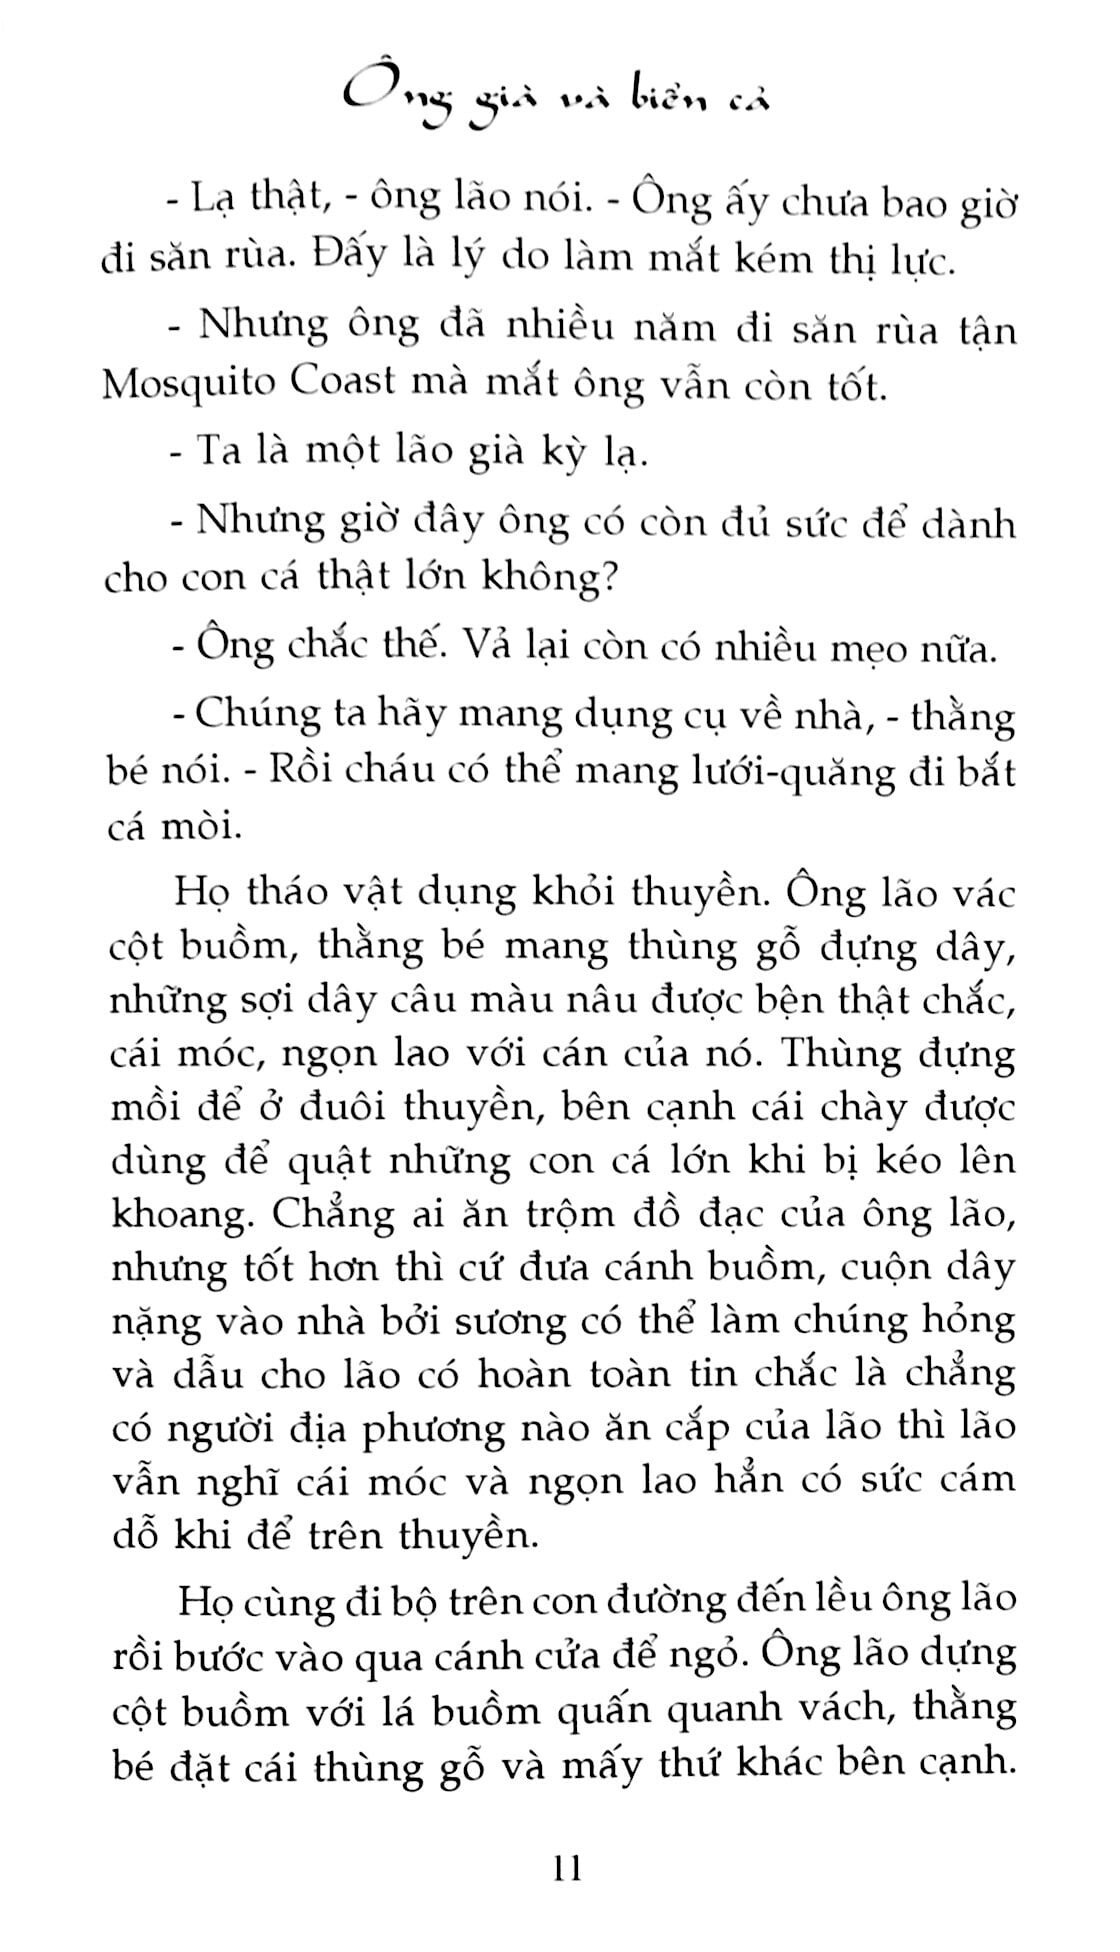 Ông già và biển cả
- Lạ thật, - ông lão nói. - Ông ấy chưa bao giờ
đi săn rùa. Đấy là lý do làm mắt kém thị lực.
- Nhưng ông đã nhiều năm đi săn rùa tận
Mosquito Coast mà mắt ông vẫn còn tốt.
- Ta là một lão già kỳ lạ.
- Nhưng giờ đây ông có còn đủ sức để dành
cho con cá thật lớn không?
- Ông chắc thế. Vả lại còn có nhiều mẹo nữa.
- Chúng ta hãy mang dụng cụ về nhà, - thằng
bé nói. - Rồi cháu có thể mang lưới-quăng đi bắt
cá mòi.
Họ tháo vật dụng khỏi thuyền. Ông lão vác
cột buồm, thằng bé mang thùng gỗ đựng dây,
những sợi dây câu màu nâu được bện thật chắc,
cái móc, ngọn lao với cán của nó. Thùng đựng
mồi để ở đuôi thuyền, bên cạnh cái chày được
dùng để quật những con cá lớn khi bị kéo lên
khoang. Chẳng ai ăn trộm đồ đạc của ông lão,
nhưng tốt hơn thì cứ đưa cánh buồm, cuộn dây
nặng vào nhà bởi sương có thể làm chúng hỏng
và dẫu cho lão có hoàn toàn tin chắc là chẳng
có người địa phương nào ăn cắp của lão thì lão
vẫn nghĩ cái móc và ngọn lao hẳn có sức cám
dỗ khi để trên thuyền.
Họ cùng đi bộ trên con đường đến lều ông lão
rồi bước vào qua cánh cửa để ngỏ. Ông lão dựng
cột buồm với lá buồm quấn quanh vách, thằng
bé đặt cái thùng gỗ và mấy thứ khác bên cạnh.
11